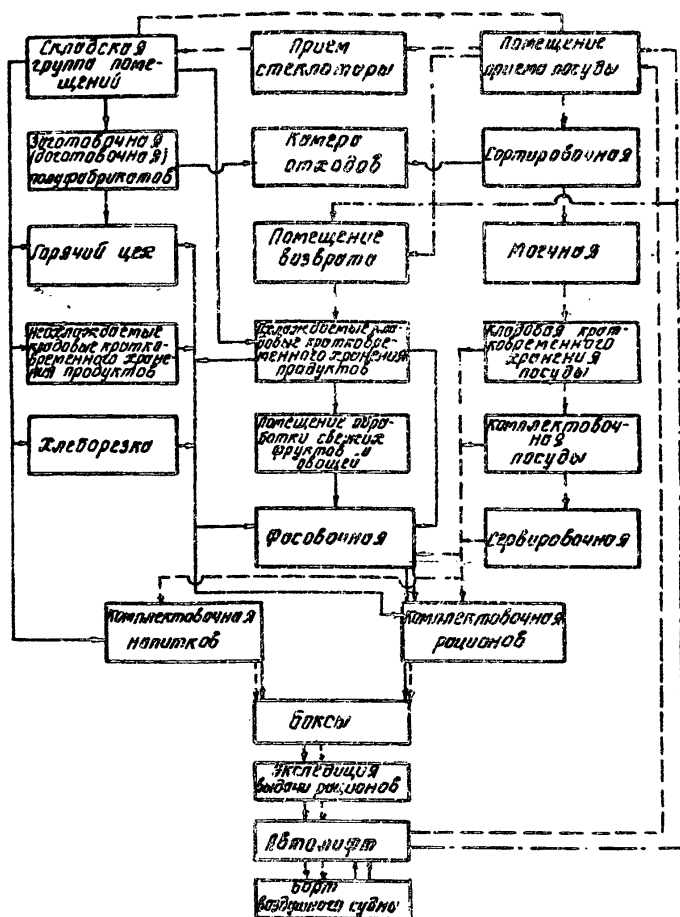 Складская
группа поме-
щений
Прием
стеклотары
Помещение
приема посуды
Заготовочная
(доготовочная)
полуфабрикатов
Камера
отходов
Сортировочная
Горячий цех
Помещение
возврата
Моечная
Неохлаждаемые
кладовые кратко-
временного хране-
ния продуктов
Охлаждаемые кла-
довые кратковре-
менного хранения
продуктов
Кладовая крат-
ковременного
хранения
посуды
Хлеборезка
Помещение обра-
ботки свежих
фруктов и
овощей
Комплектовоч-
ная
посуды
Фасовочная
Сервировочная
Комплектовочная
напитков
Комплектовочная
рационов
Боксы
Экспедиция
выдачи рационов
Автолифт
Борт
воздушного судна